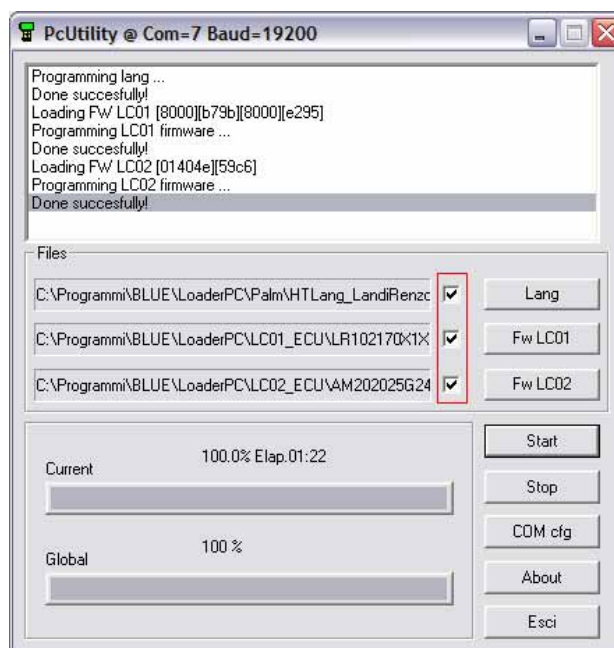 PcUtility @ Com=7 Baud=19200
Programming lang ...
Done succesfully!
Loading FW LC01 [8000][b79b][8000][e295]
Programming LC01 firmware ...
Done succesfully!
Loading FW LC02 [01404e][59c6]
Programming LC02 firmware ...
Done succesfully!
Files
C:\Programmi\BLUE\LoaderPC\Palm\HTLang_LandiRenzo
Lang
C:\Programmi\BLUE\LoaderPC\LC01_ECU\LR102170X1X
Fw LC01
C:\Programmi\BLUE\LoaderPC\LC02_ECU\AM202025G24
Fw LC02
Current
100.0% Elap.01:22
Global
100 %
Start
Stop
COM cfg
About
Esci